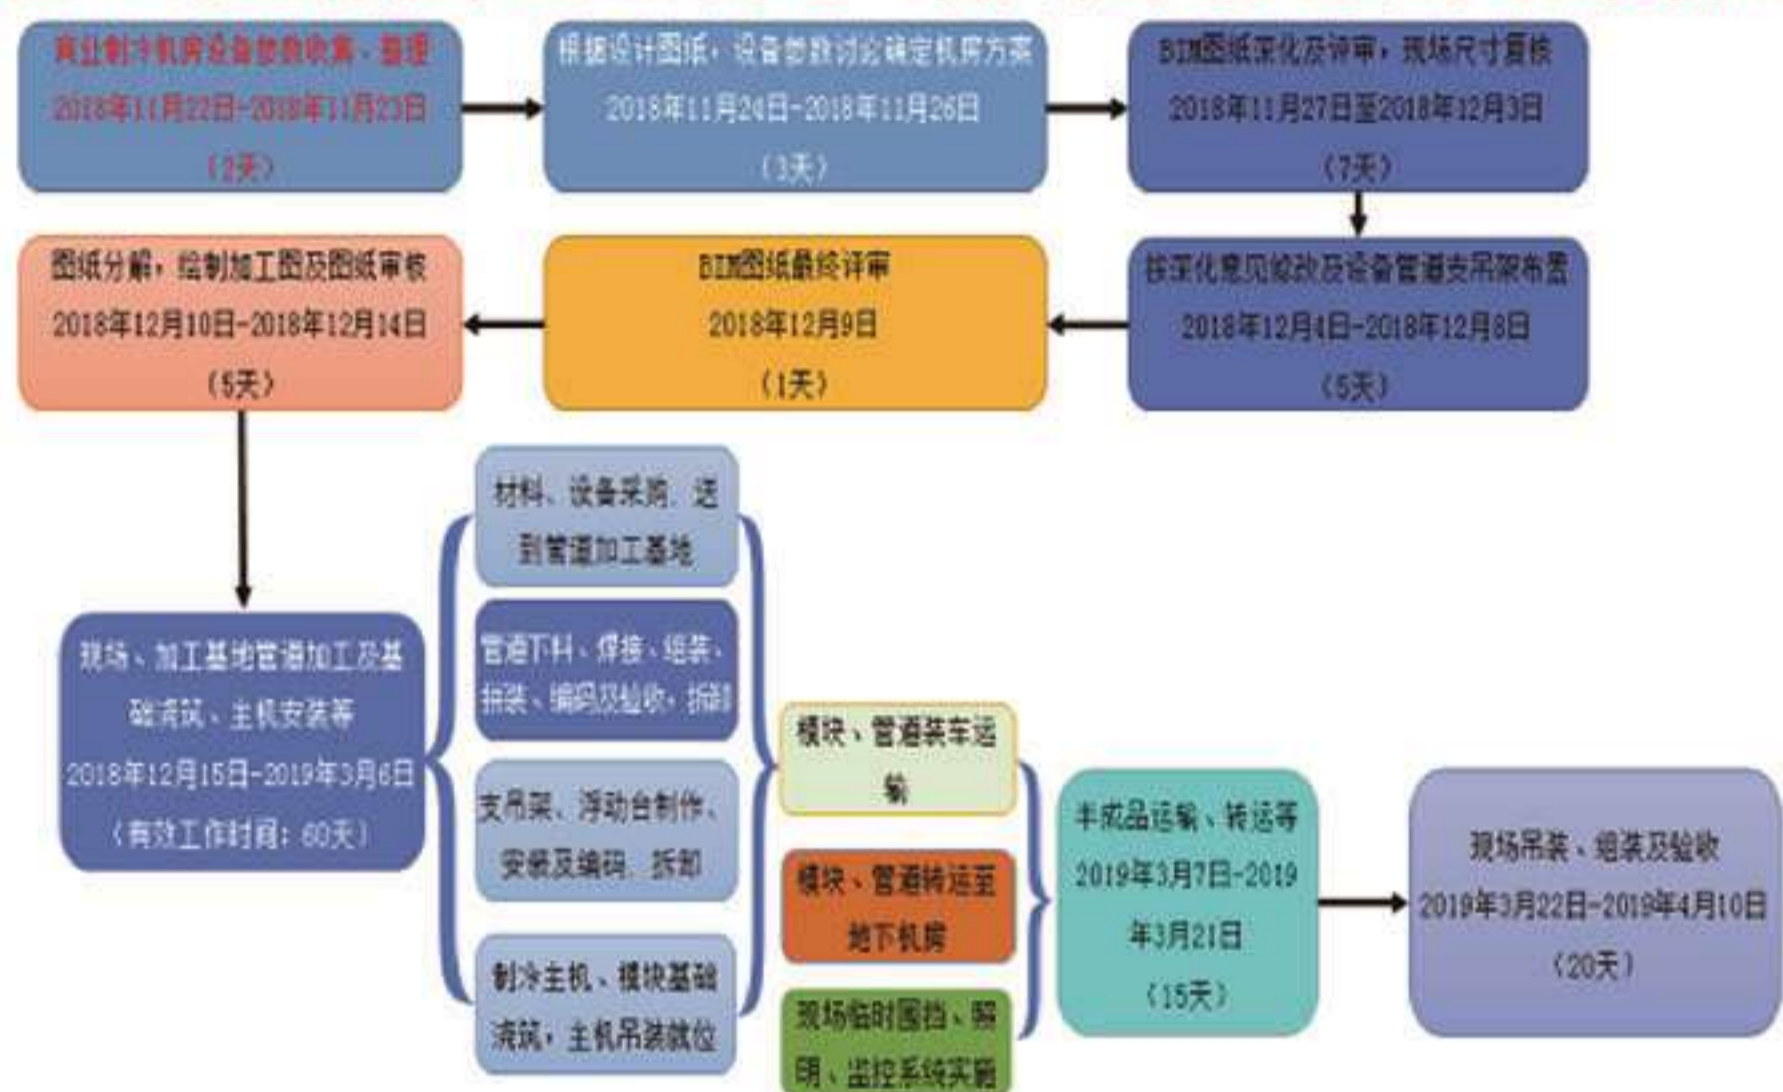 商业制冷机房设备参数收集、整理
2018年11月22日-2018年11月23日
（2天）
根据设计图纸，设备参数讨论确定机房方案
2018年11月24日-2018年11月26日
（3天）
BIM图纸深化及评审，现场尺寸复核
2018年11月27日至2018年12月3日
（7天）
按深化意见修改及设备管道支吊架布置
2018年12月4日-2018年12月8日
（5天）
BIM图纸最终评审
2018年12月9日
（1天）
图纸分解，绘制加工图及图纸审核
2018年12月10日-2018年12月14日
（5天）
现场、加工基地管道加工及基
础浇筑、主机安装等
2018年12月15日-2019年3月6日
（有效工作时间：60天）
材料、设备采购，送
到管道加工基地
管道下料、焊接、组装、
拼装、编码及验收，拆卸
支吊架、浮动台制作、
安装及编码，拆卸
制冷主机、模块基础
浇筑，主机吊装就位
模块、管道装车运
输
模块、管道转运至
地下机房
现场临时围挡、照
明、监控系统实施
半成品运输、转运等
2019年3月7日-2019
年3月21日
（15天）
现场吊装、组装及验收
2019年3月22日-2019年4月10日
（20天）